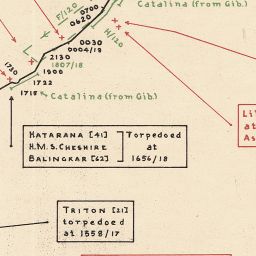 Catalina (from Gib.)
F/120
0700
0620
H/120
0030
0004/18
2130
1807/18
1730
1800
1722
1715
Catalina (from Gib.)
KATARANA [41]
H.M.S. CHESHIRE
BALINGKAR [62]
Torpedoed
at
1656/18
TRITON [21]
torpedoed
at 1558/17